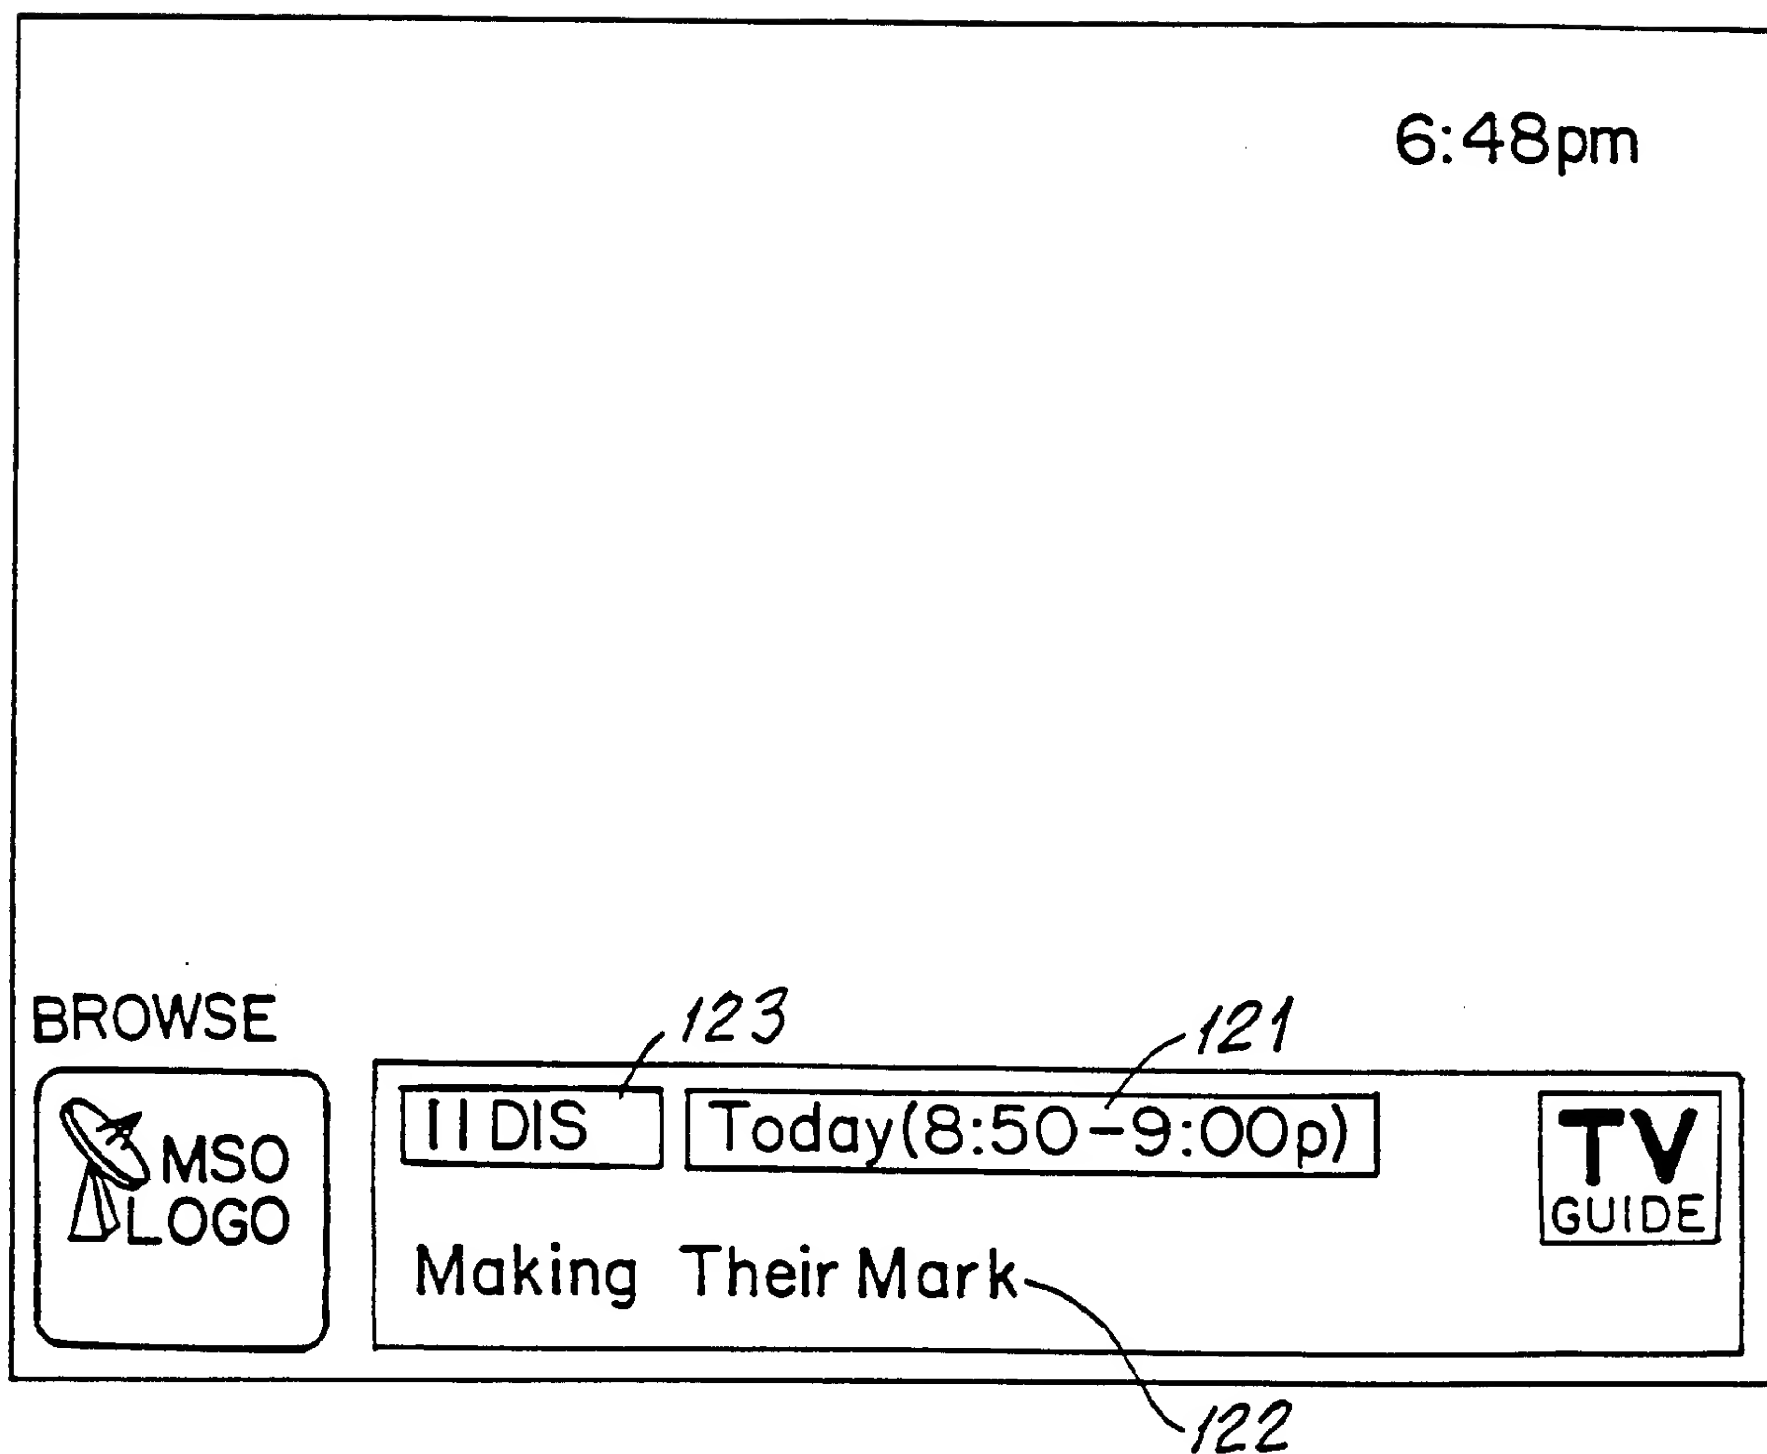 6:48pm
BROWSE
123
121
11 DIS
Today(8:50-9:00p)
TV
GUIDE
MSO
LOGO
Making Their Mark
122